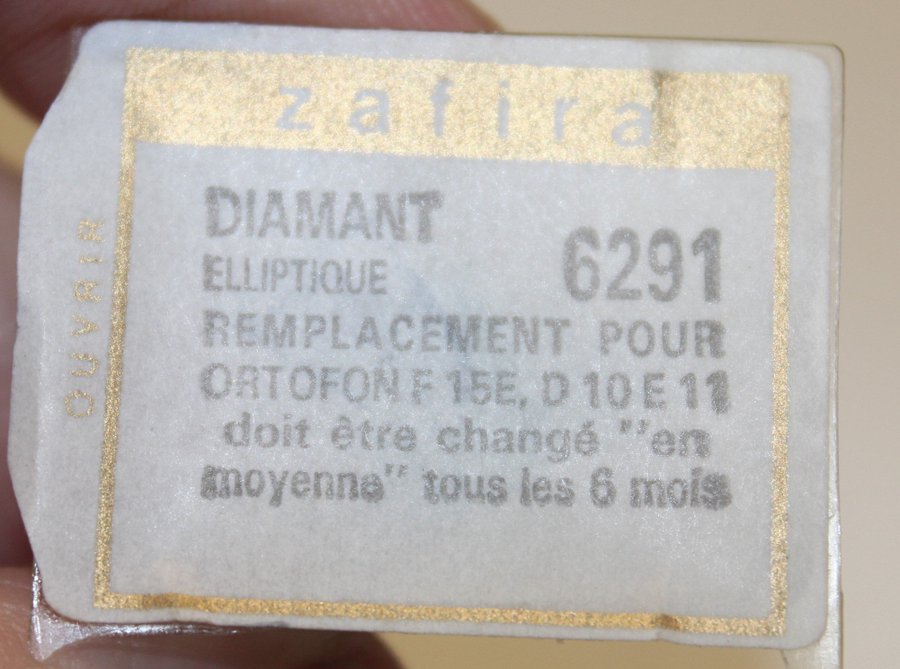 zafira
DIAMANT
ELLIPTIQUE
6291
REMPLACEMENT POUR
ORTOFON F 15E, D 10 E 11
doit être changé "en
moyenne" tous les 6 mois
OUVRIR